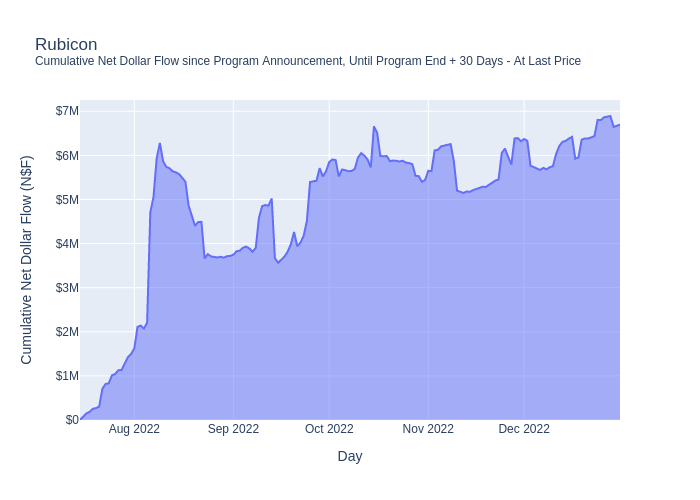 Rubicon
Cumulative Net Dollar Flow since Program Announcement, Until Program End + 30 Days - At Last Price
Cumulative Net Dollar Flow (N$F)
$7M
$6M
$5M
$4M
$3M
$2M
$1M
$0
Aug 2022
Sep 2022
Oct 2022
Nov 2022
Dec 2022
Day